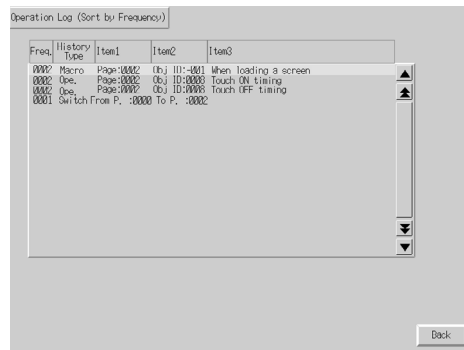 Operation Log (Sort by Frequency)
Freq. History Type Item1 Item2 Item3
0002 Macro Page:0002 Obj ID:-001 When loading a screen
0002 Ope. Page:0002 Obj ID:0008 Touch ON timing
0002 Ope. Page:0002 Obj ID:0008 Touch OFF timing
0001 Switch From P. :0000 To P. :0002
Back